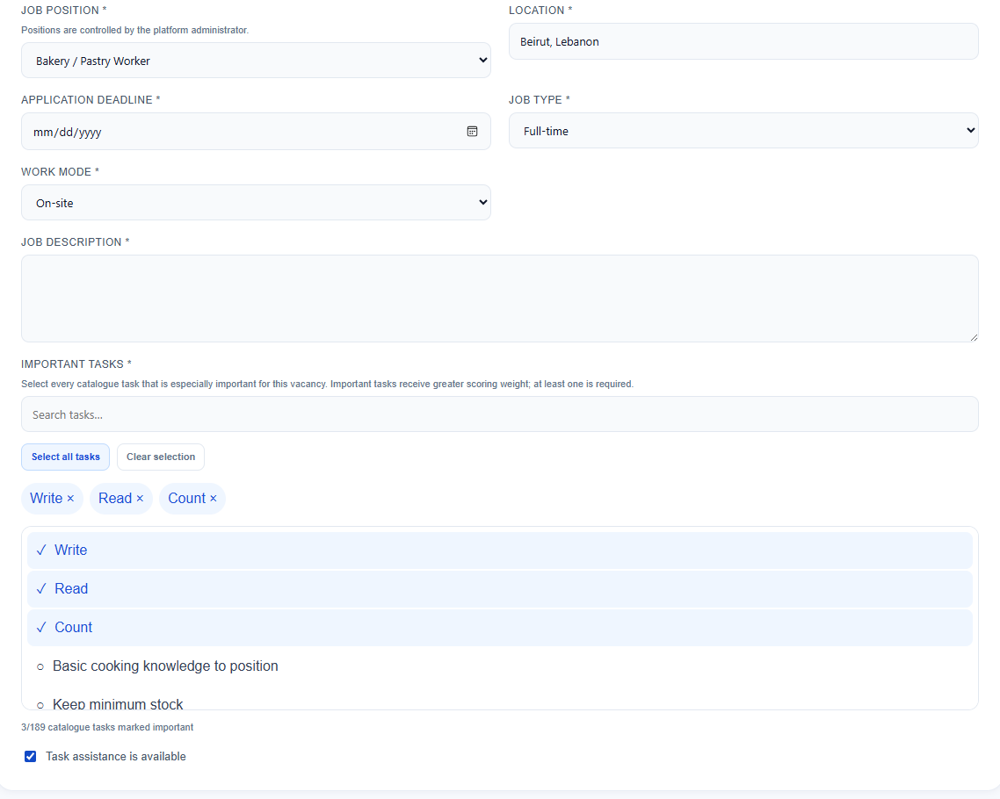 JOB POSITION *
Positions are controlled by the platform administrator.
Bakery / Pastry Worker
LOCATION *
Beirut, Lebanon
APPLICATION DEADLINE *
mm/dd/yyyy
JOB TYPE *
Full-time
WORK MODE *
On-site
JOB DESCRIPTION *
IMPORTANT TASKS *
Select every catalogue task that is especially important for this vacancy. Important tasks receive greater scoring weight; at least one is required.
Search tasks...
Select all tasks
Clear selection
Write × Read × Count ×
✓ Write
✓ Read
✓ Count
○ Basic cooking knowledge to position
○ Keep minimum stock
3/189 catalogue tasks marked important
Task assistance is available